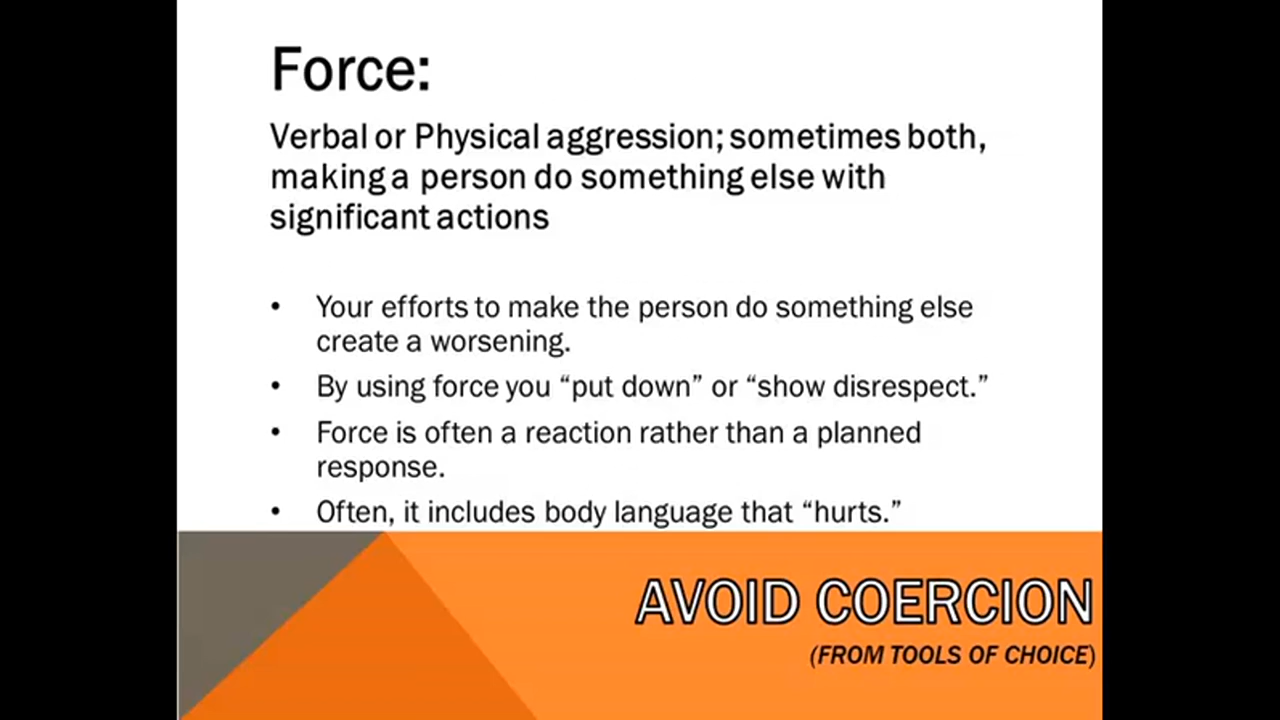 Force:
Verbal or Physical aggression; sometimes both,
making a person do something else with
significant actions
• Your efforts to make the person do something else
create a worsening.
• By using force you “put down” or “show disrespect.”
• Force is often a reaction rather than a planned
response.
• Often, it includes body language that “hurts.”
AVOID COERCION
(FROM TOOLS OF CHOICE)